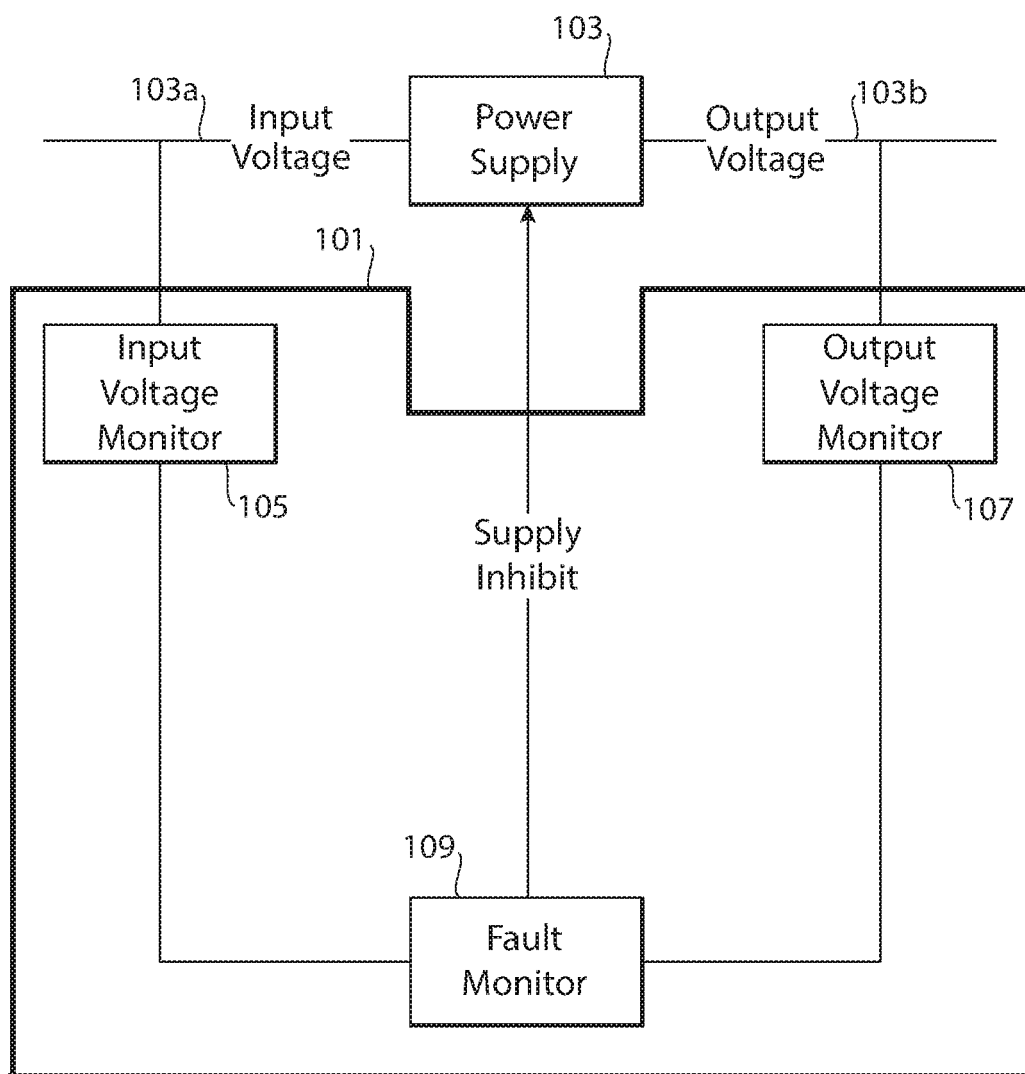 103
103a
Input
Voltage
Power
Supply
Output
Voltage
103b
101
Input
Voltage
Monitor
105
Output
Voltage
Monitor
107
Supply
Inhibit
109
Fault
Monitor